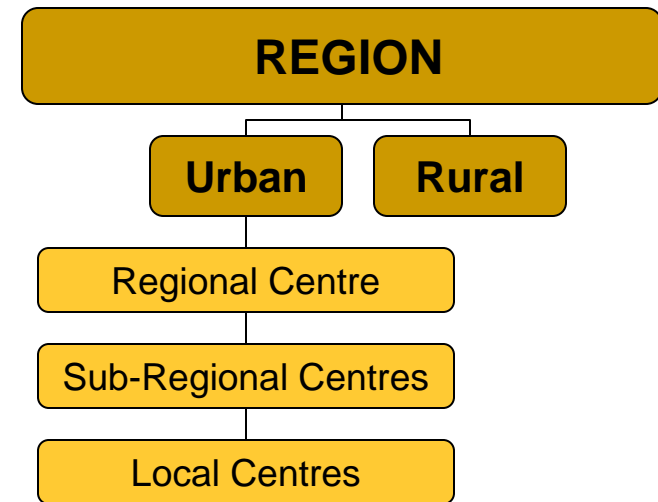 REGION
Urban
Rural
Regional Centre
Sub-Regional Centres
Local Centres